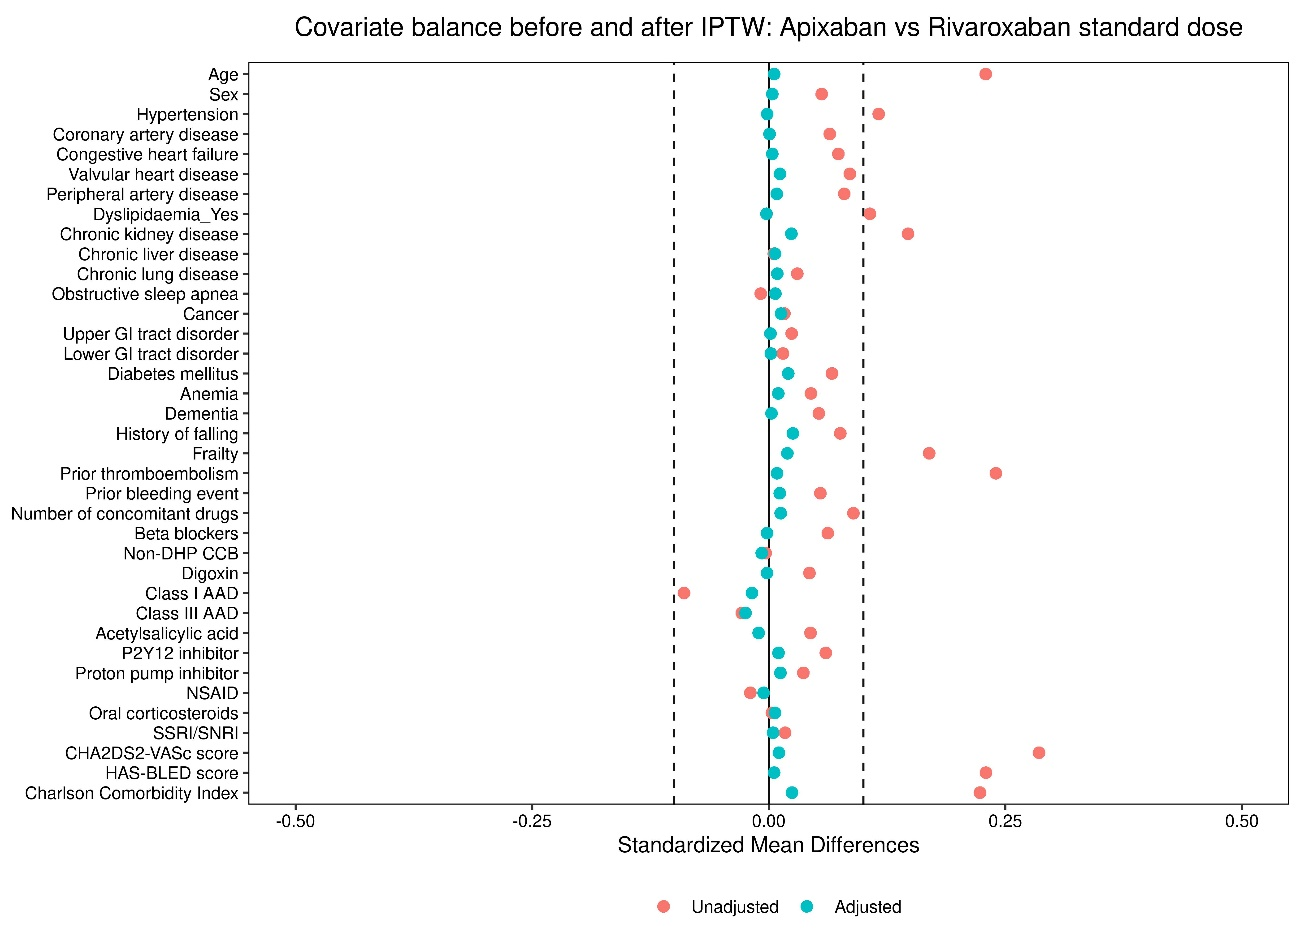 Covariate balance before and after IPTW: Apixaban vs Rivaroxaban standard dose
Age
Sex
Hypertension
Coronary artery disease
Congestive heart failure
Valvular heart disease
Peripheral artery disease
Dyslipidaemia_Yes
Chronic kidney disease
Chronic liver disease
Chronic lung disease
Obstructive sleep apnea
Cancer
Upper GI tract disorder
Lower GI tract disorder
Diabetes mellitus
Anemia
Dementia
History of falling
Frailty
Prior thromboembolism
Prior bleeding event
Number of concomitant drugs
Beta blockers
Non-DHP CCB
Digoxin
Class I AAD
Class III AAD
Acetylsalicylic acid
P2Y12 inhibitor
Proton pump inhibitor
NSAID
Oral corticosteroids
SSRI/SNRI
CHA2DS2-VASc score
HAS-BLED score
Charlson Comorbidity Index
-0.50 -0.25 0.00 0.25 0.50
Standardized Mean Differences
Unadjusted Adjusted